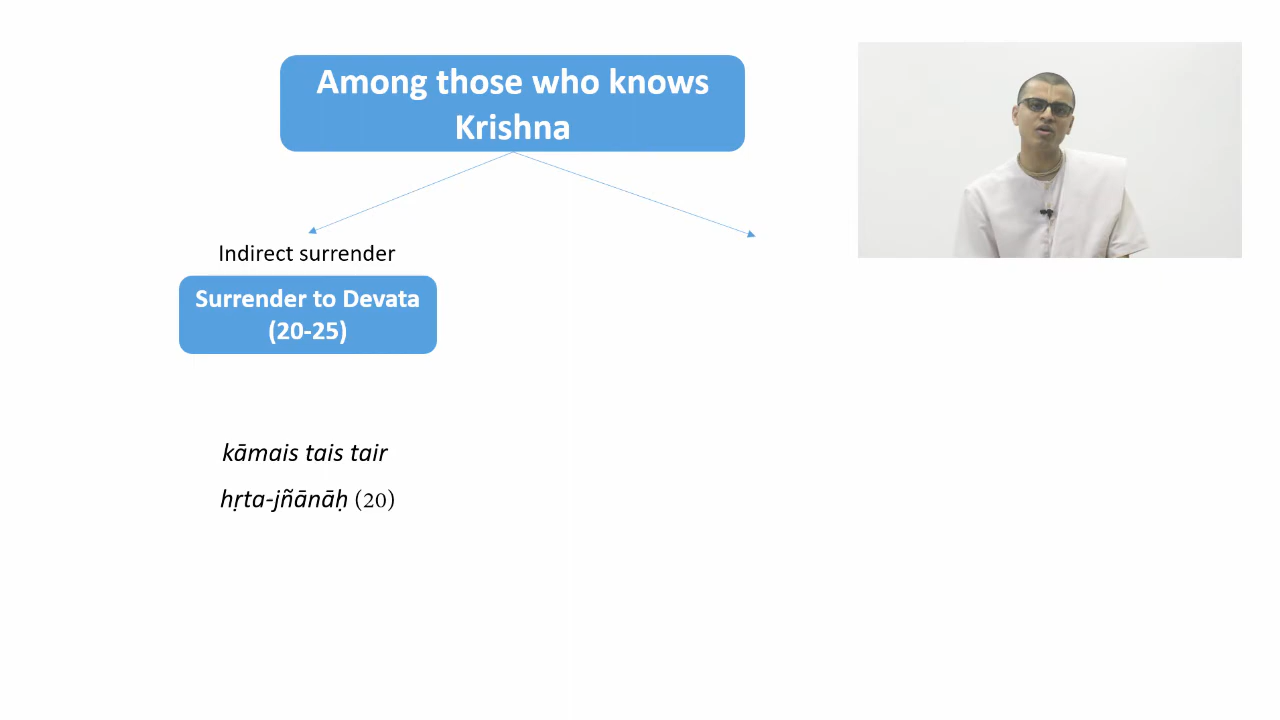 Among those who knows
Krishna
Indirect surrender
Surrender to Devata
(20-25)
kāmais tais tair
hṛta-jñānāḥ (20)